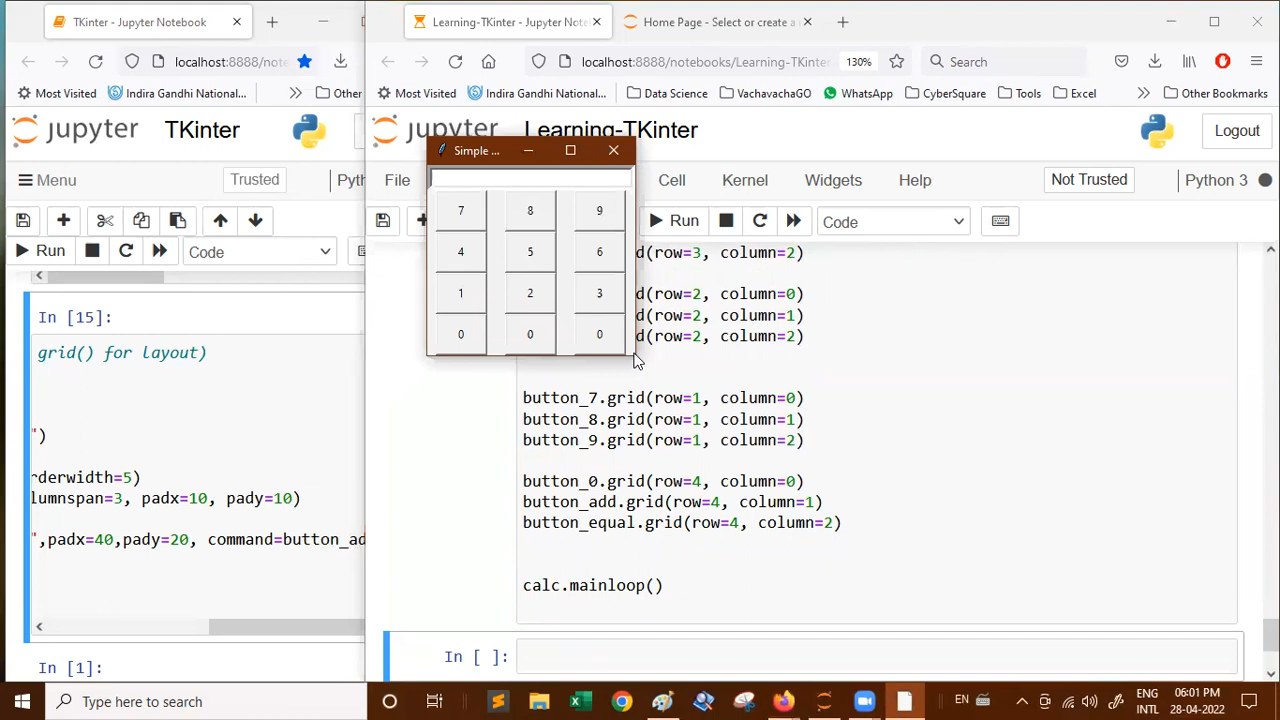 TKinter - Jupyter Notebook
localhost:8888/note
Most Visited
Indira Gandhi National...
Other
jupyter
TKinter
Menu
Trusted
Pyth
Run
Code
In [15]:
grid() for layout)
")
rderwidth=5)
lumnspan=3, padx=10, pady=10)
",padx=40,pady=20, command=button_ad
In [1]:
Learning-TKinter - Jupyter Note
Home Page - Select or create a
localhost:8888/notebooks/Learning-TKinter
130%
Search
Most Visited
Indira Gandhi National...
Data Science
VachavachaGO
WhatsApp
CyberSquare
Tools
Excel
Other Bookmarks
jupyter
Learning-TKinter
Logout
File
Cell
Kernel
Widgets
Help
Not Trusted
Python 3
Run
Code
Simple ...
7 8 9
4 5 6
1 2 3
0 0 0
d(row=3, column=2)
d(row=2, column=0)
d(row=2, column=1)
d(row=2, column=2)
button_7.grid(row=1, column=0)
button_8.grid(row=1, column=1)
button_9.grid(row=1, column=2)
button_0.grid(row=4, column=0)
button_add.grid(row=4, column=1)
button_equal.grid(row=4, column=2)
calc.mainloop()
In [ ]:
Type here to search
EN
ENG
INTL
06:01 PM
28-04-2022